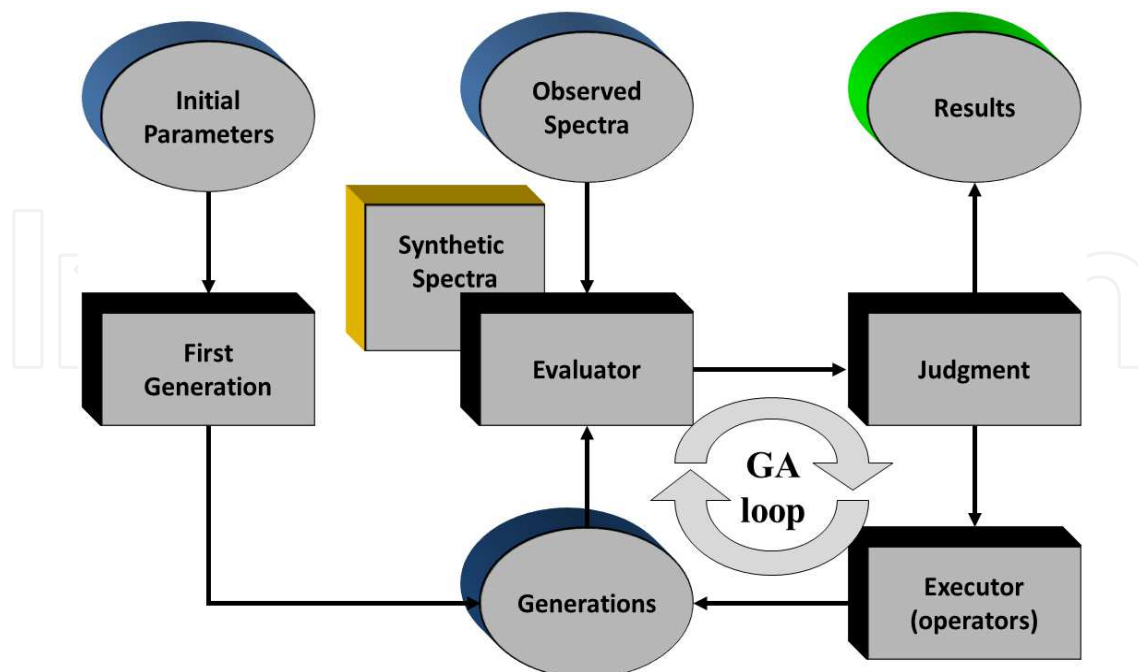 Initial
Parameters
Observed
Spectra
Results
Synthetic
Spectra
First
Generation
Evaluator
Judgment
GA
loop
Generations
Executor
(operators)